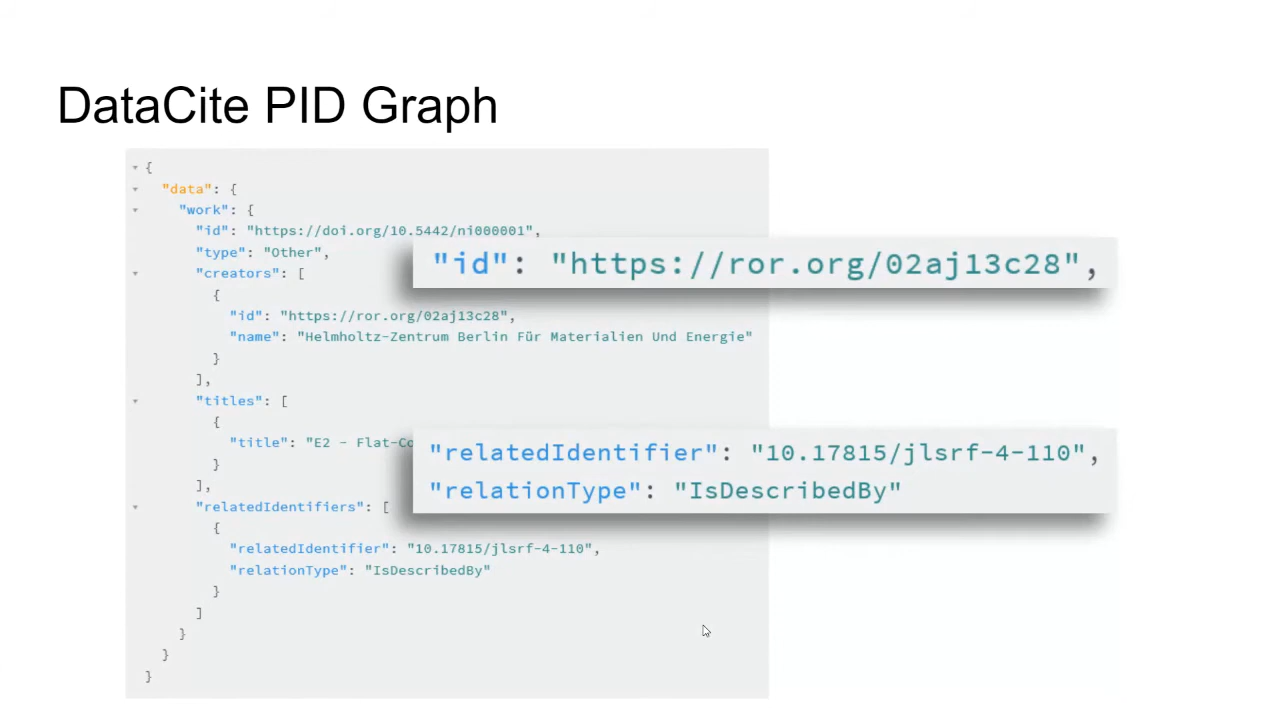 DataCite PID Graph
{
"data": {
"work": {
"id": "https://doi.org/10.5442/ni000001",
"type": "Other",
"id": "https://ror.org/02aj13c28",
"creators": [
{
"id": "https://ror.org/02aj13c28",
"name": "Helmholtz-Zentrum Berlin Für Materialien Und Energie"
}
],
"titles": [
{
"title": "E2 - Flat-Co
"relatedIdentifier": "10.17815/jlsrf-4-110",
"relationType": "IsDescribedBy"
}
],
"relatedIdentifiers": [
{
"relatedIdentifier": "10.17815/jlsrf-4-110",
"relationType": "IsDescribedBy"
}
]
}
}
}